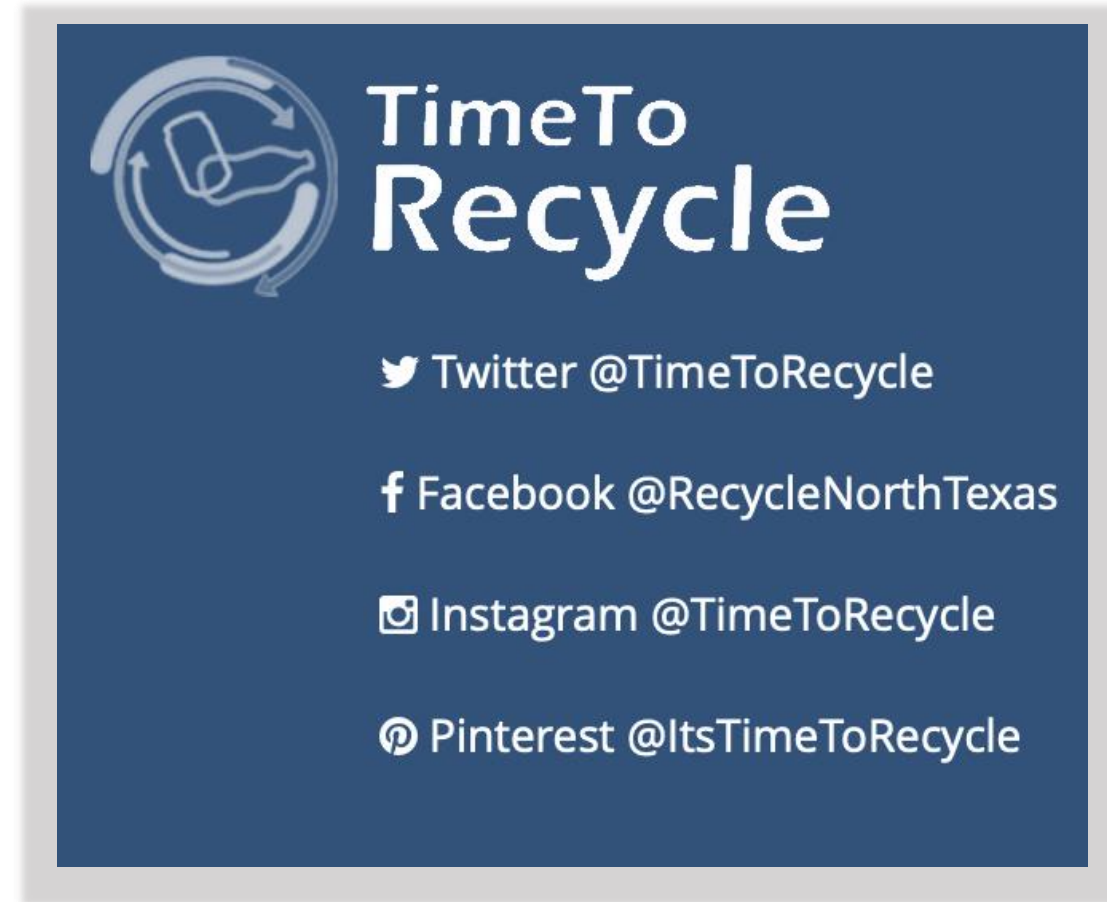 TimeTo
Recycle
Twitter @TimeToRecycle
Facebook @RecycleNorthTexas
Instagram @TimeToRecycle
Pinterest @ItsTimeToRecycle